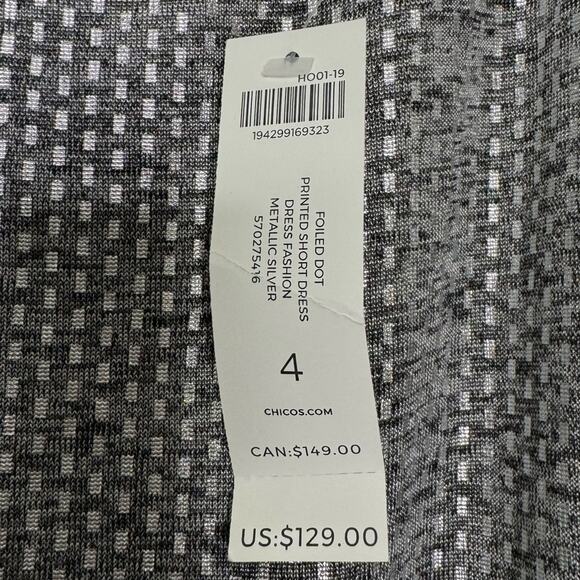 HO01-19
194299169323
FOILED DOT
PRINTED SHORT DRESS
DRESS FASHION
METALLIC SILVER
570275416
4
CHICOS.COM
CAN:$149.00
US:$129.00